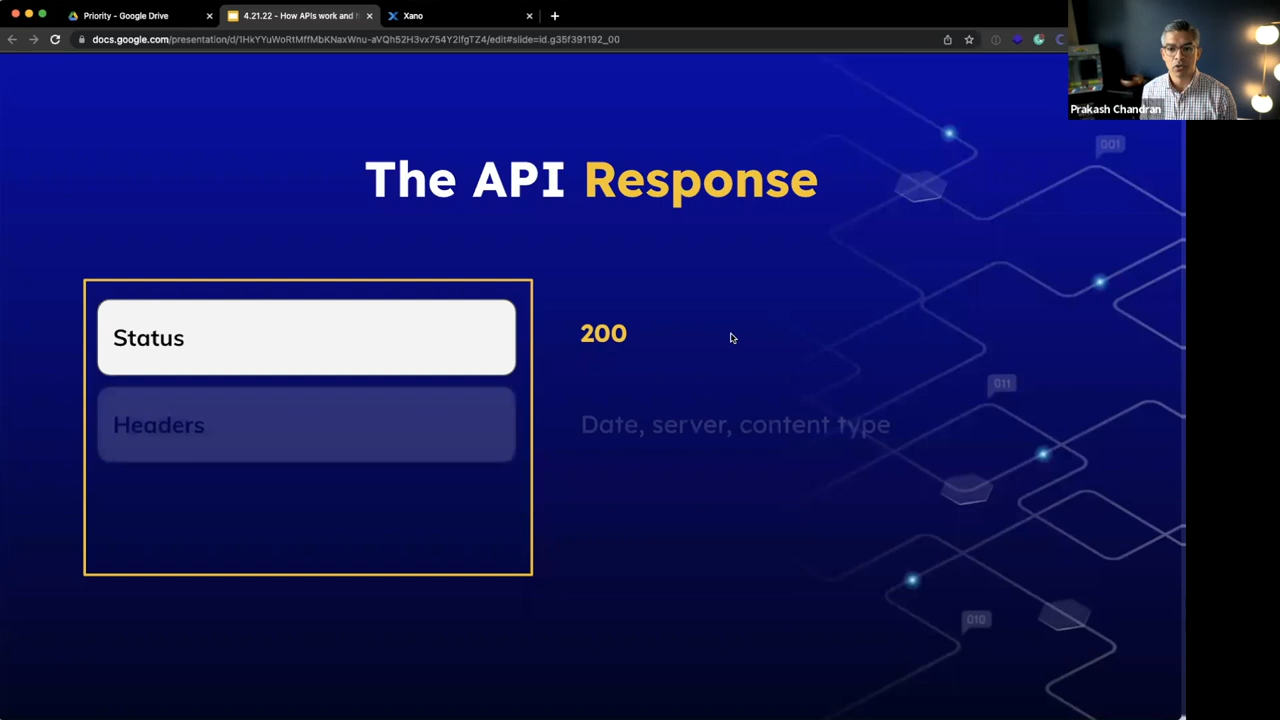 Priority - Google Drive
4.21.22 - How APIs work and h
Xano
docs.google.com/presentation/d/1HkYYuWoRtMffMbKNaxWnu-aVQh52H3vx754Y2lfgTZ4/edit#slide=id.g35f391192_00
Prakash Chandran
001
The API Response
Status
200
011
Headers
Date, server, content type
010